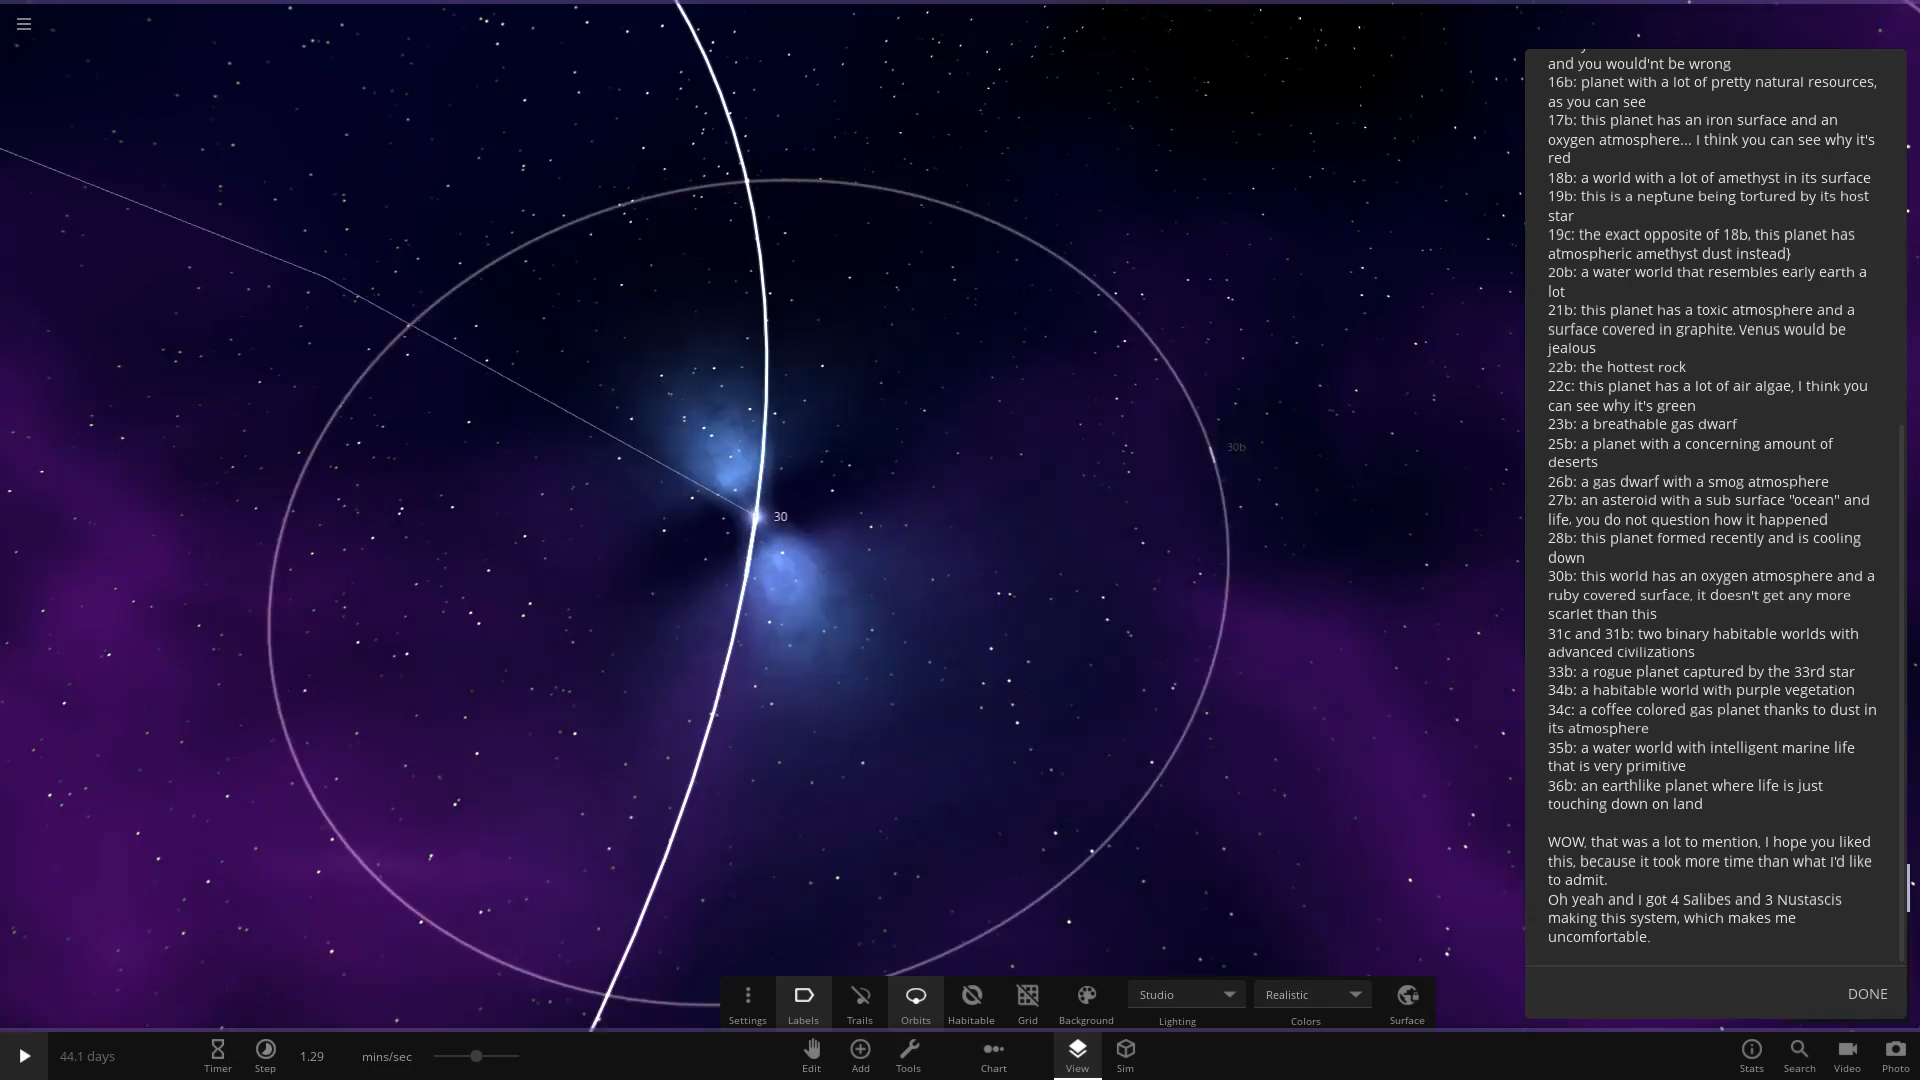 and you would'nt be wrong
16b: planet with a lot of pretty natural resources,
as you can see
17b: this planet has an iron surface and an
oxygen atmosphere... I think you can see why it's
red
18b: a world with a lot of amethyst in its surface
19b: this is a neptune being tortured by its host
star
19c: the exact opposite of 18b, this planet has
atmospheric amethyst dust instead}
20b: a water world that resembles early earth a
lot
21b: this planet has a toxic atmosphere and a
surface covered in graphite. Venus would be
jealous
22b: the hottest rock
22c: this planet has a lot of air algae, I think you
can see why it's green
23b: a breathable gas dwarf
25b: a planet with a concerning amount of
deserts
26b: a gas dwarf with a smog atmosphere
27b: an asteroid with a sub surface "ocean" and
life, you do not question how it happened
28b: this planet formed recently and is cooling
down
30b: this world has an oxygen atmosphere and a
ruby covered surface, it doesn't get any more
scarlet than this
31c and 31b: two binary habitable worlds with
advanced civilizations
33b: a rogue planet captured by the 33rd star
34b: a habitable world with purple vegetation
34c: a coffee colored gas planet thanks to dust in
its atmosphere
35b: a water world with intelligent marine life
that is very primitive
36b: an earthlike planet where life is just
touching down on land
WOW, that was a lot to mention, I hope you liked
this, because it took more time than what I'd like
to admit.
Oh yeah and I got 4 Salibes and 3 Nustascis
making this system, which makes me
uncomfortable.
DONE
30b
30
Settings
Labels
Trails
Orbits
Habitable
Grid
Background
Studio
Lighting
Realistic
Colors
Surface
44.1 days
Timer
Step
1.29
mins/sec
Edit
Add
Tools
Chart
View
Sim
Stats
Search
Video
Photo